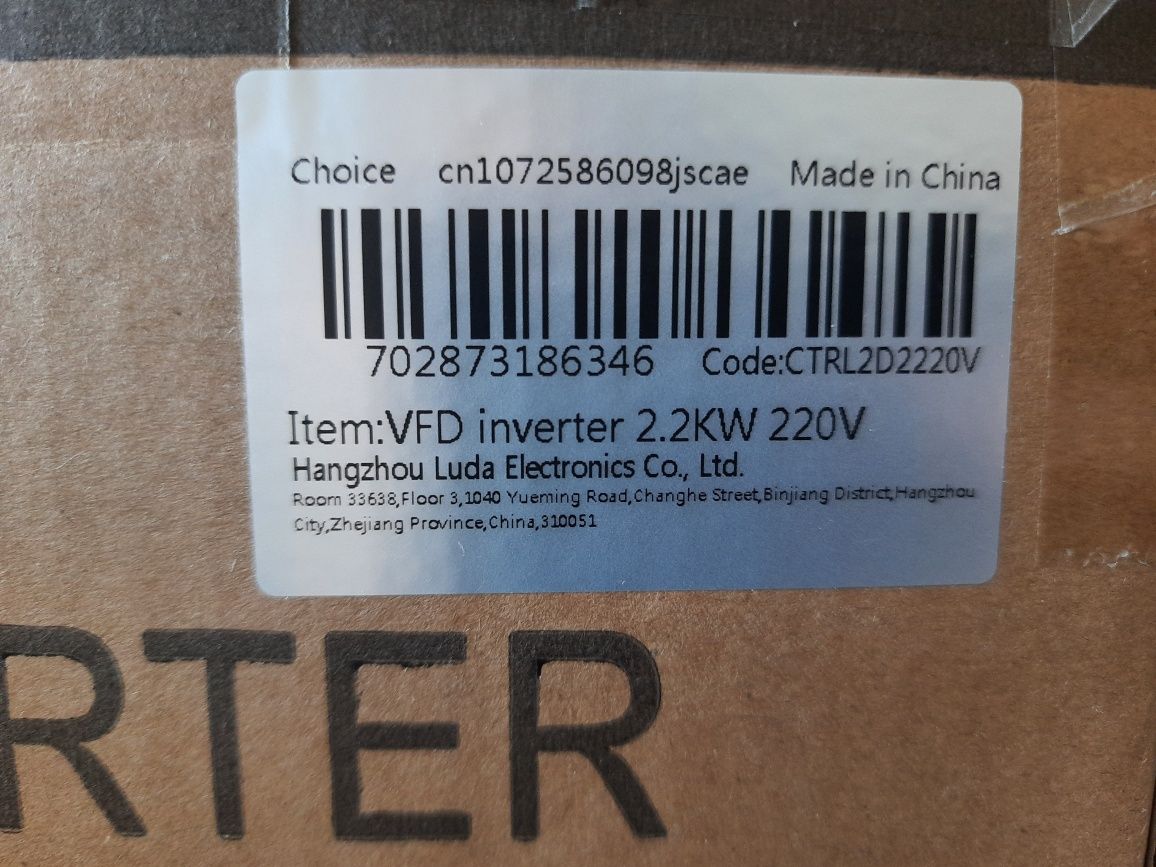 Choice cn1072586098jscae Made in China
702873186346 Code:CTRL2D2220V
Item:VFD inverter 2.2KW 220V
Hangzhou Luda Electronics Co., Ltd.
Room 33638,Floor 3,1040 Yueming Road,Changhe Street,Binjiang District,Hangzhou
City,Zhejiang Province,China,310051
RTER